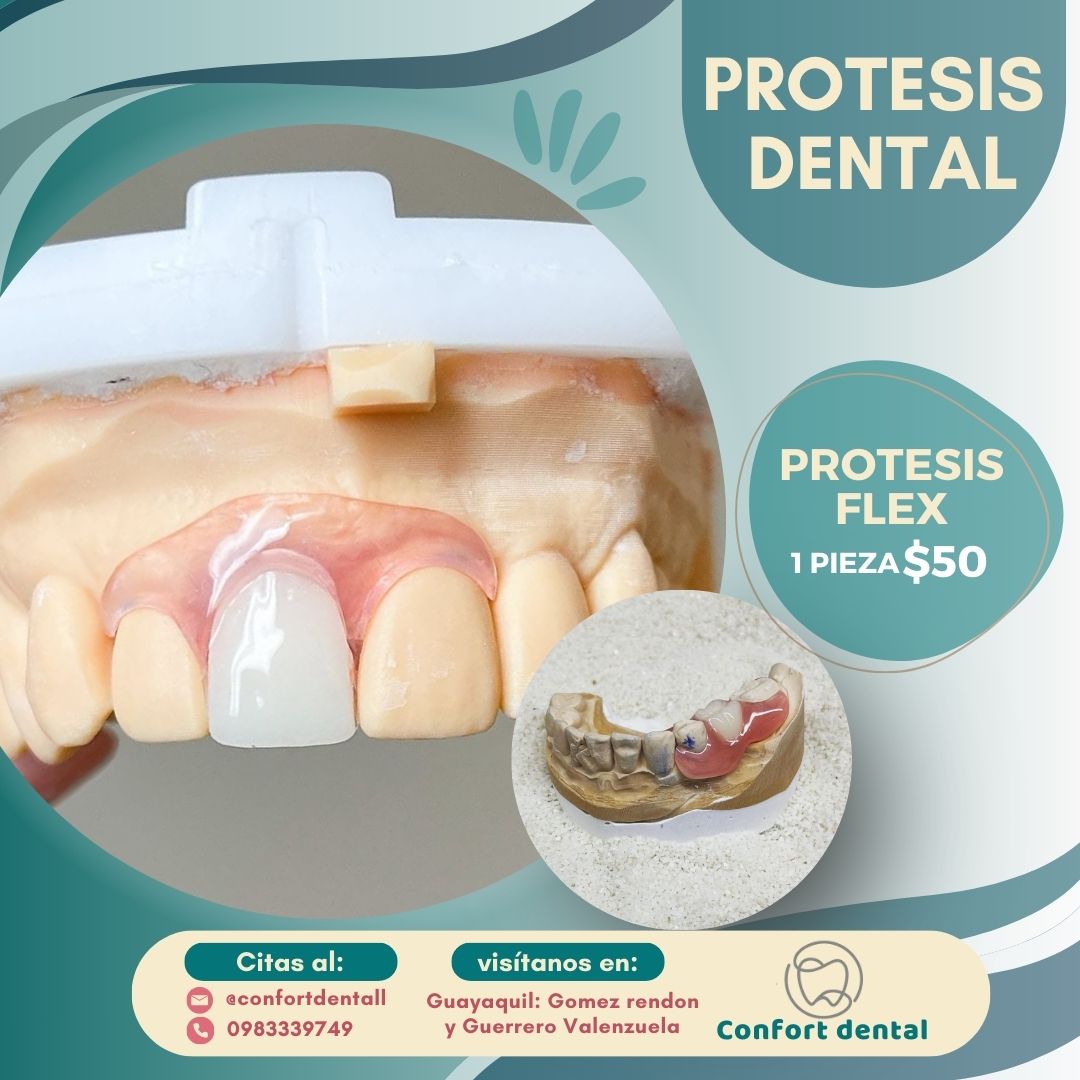 PROTESIS
DENTAL
PROTESIS
FLEX
1 PIEZA $50
Citas al:
@confortdentall
0983339749
visítanos en:
Guayaquil: Gomez rendon
y Guerrero Valenzuela
Confort dental